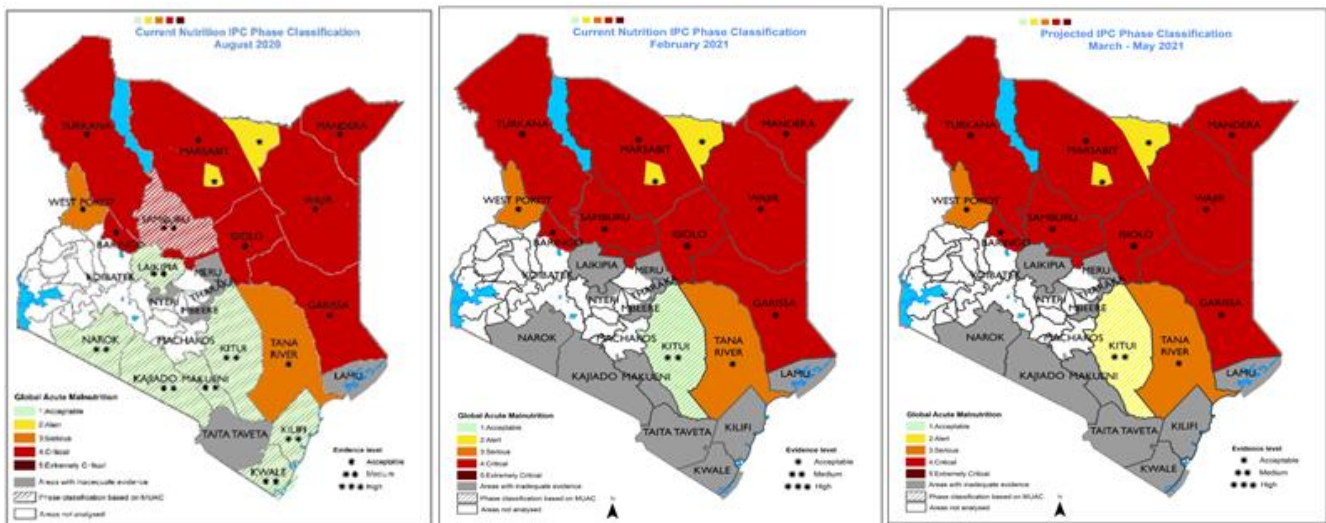 Current Nutrition IPC Phase Classification
August 2020
TURKANA
MANDERA
MARSABIT
WEST POKOT
SAMBURU
WAJIR
ISIOLO
BARINGO
LAIKIPIA
MERU
KOIBATEK
THARAKA
NYERI
MBEERE
GARISSA
NAROK
MACHAKOS
KITUI
TANA
RIVER
KAJIADO
MAKUENI
LAMU
TAITA TAVETA
KILIFI
KWALE
Global Acute Malnutrition
1:Acceptable
2:Alert
3:Serious
4:Critical
5:Extremely Critical
Areas with inadequate evidence
Phase classification based on MUAC
Areas not analysed
Evidence level
Acceptable
Medium
High
Current Nutrition IPC Phase Classification
February 2021
TURKANA
MANDERA
MARSABIT
WEST POKOT
SAMBURU
WAJIR
ISIOLO
BARINGO
LAIKIPIA
MERU
KOIBATEK
THARAKA
NYERI
MBEERE
GARISSA
NAROK
MACHAKOS
KITUI
TANA
RIVER
KAJIADO
MAKUENI
LAMU
TAITA TAVETA
KILIFI
KWALE
Global Acute Malnutrition
1:Acceptable
2:Alert
3:Serious
4:Critical
5:Extremely Critical
Areas with inadequate evidence
Phase classification based on MUAC
Areas not analysed
Evidence level
Acceptable
Medium
High
N
Projected IPC Phase Classification
March - May 2021
TURKANA
MANDERA
MARSABIT
WEST POKOT
SAMBURU
WAJIR
ISIOLO
BARINGO
LAIKIPIA
MERU
KOIBATEK
THARAKA
NYERI
MBEERE
GARISSA
NAROK
MACHAKOS
KITUI
TANA
RIVER
KAJIADO
MAKUENI
LAMU
TAITA TAVETA
KILIFI
KWALE
Global Acute Malnutrition
1:Acceptable
2:Alert
3:Serious
4:Critical
5:Extremely Critical
Areas with inadequate evidence
Phase classification based on MUAC
Areas not analysed
Evidence level
Acceptable
Medium
High
N